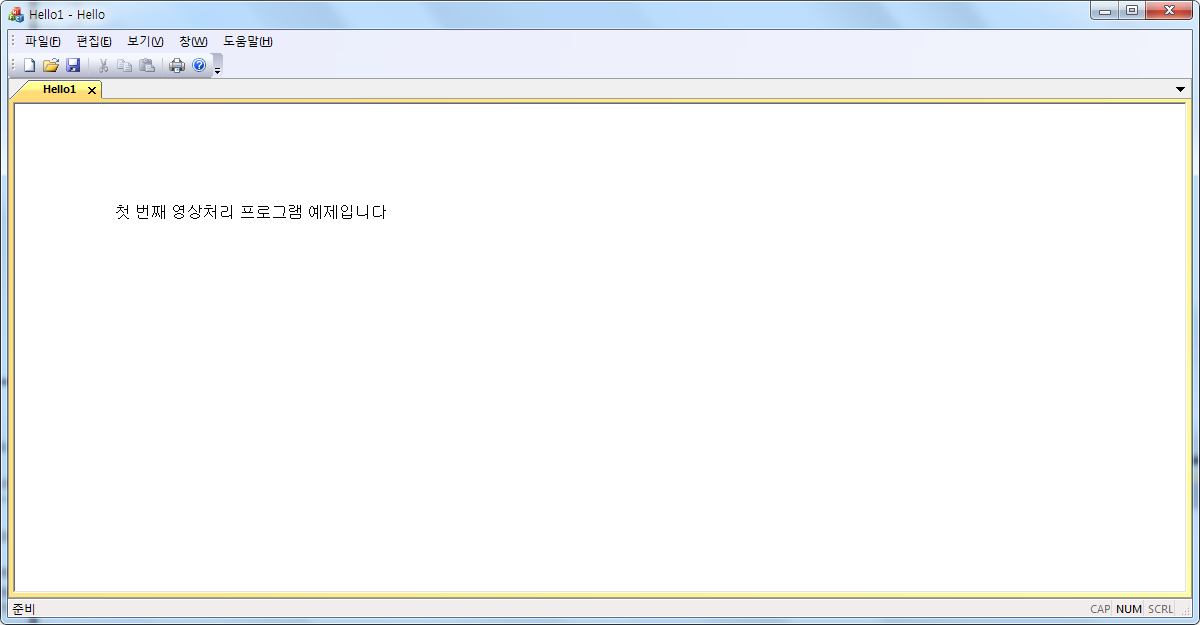 Hello1 - Hello
파일(F) 편집(E) 보기(V) 창(W) 도움말(H)
Hello1
첫 번째 영상처리 프로그램 예제입니다
준비 CAP NUM SCRL